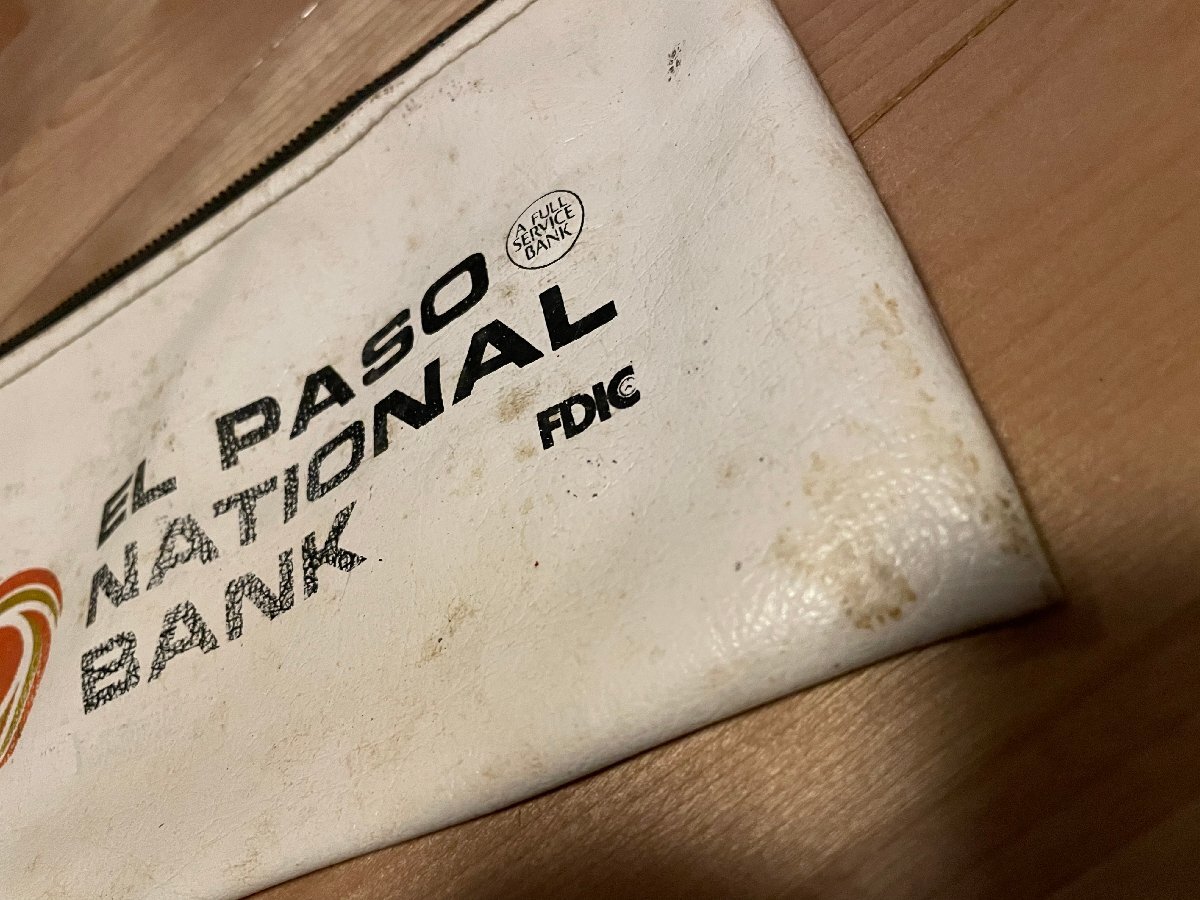 A FULL
SERVICE
BANK
EL PASO
NATIONAL
BANK
FDIC